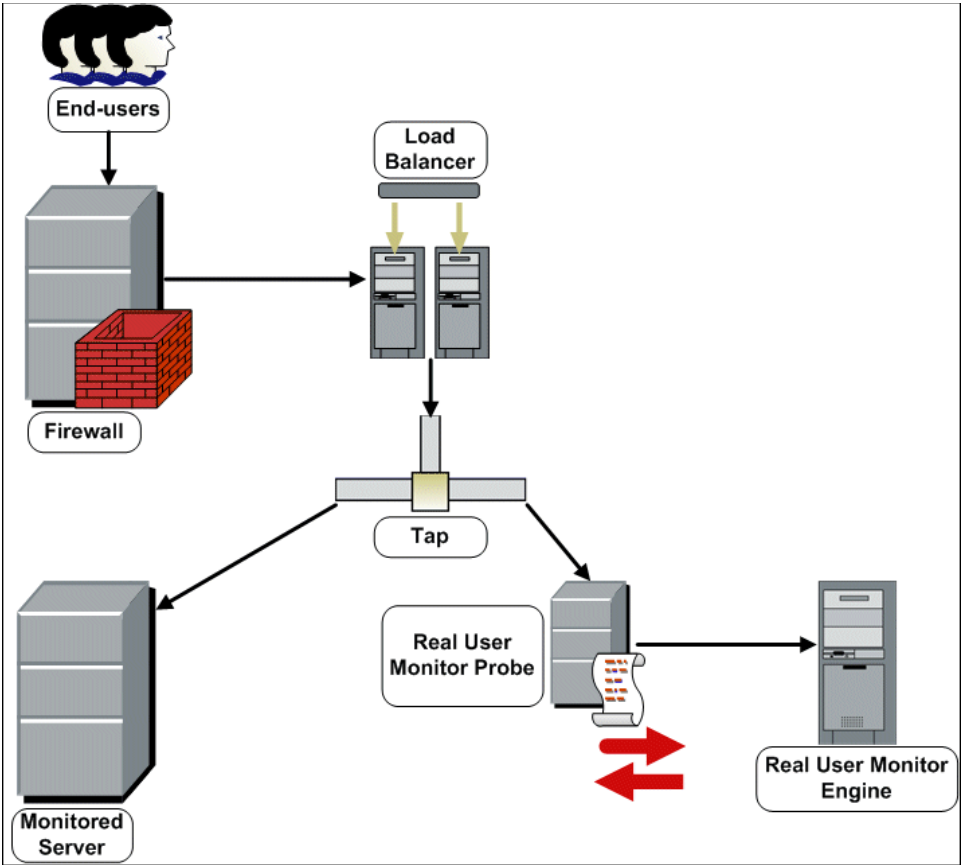 End-users
Load
Balancer
Firewall
Tap
Real User
Monitor Probe
Real User Monitor
Engine
Monitored
Server